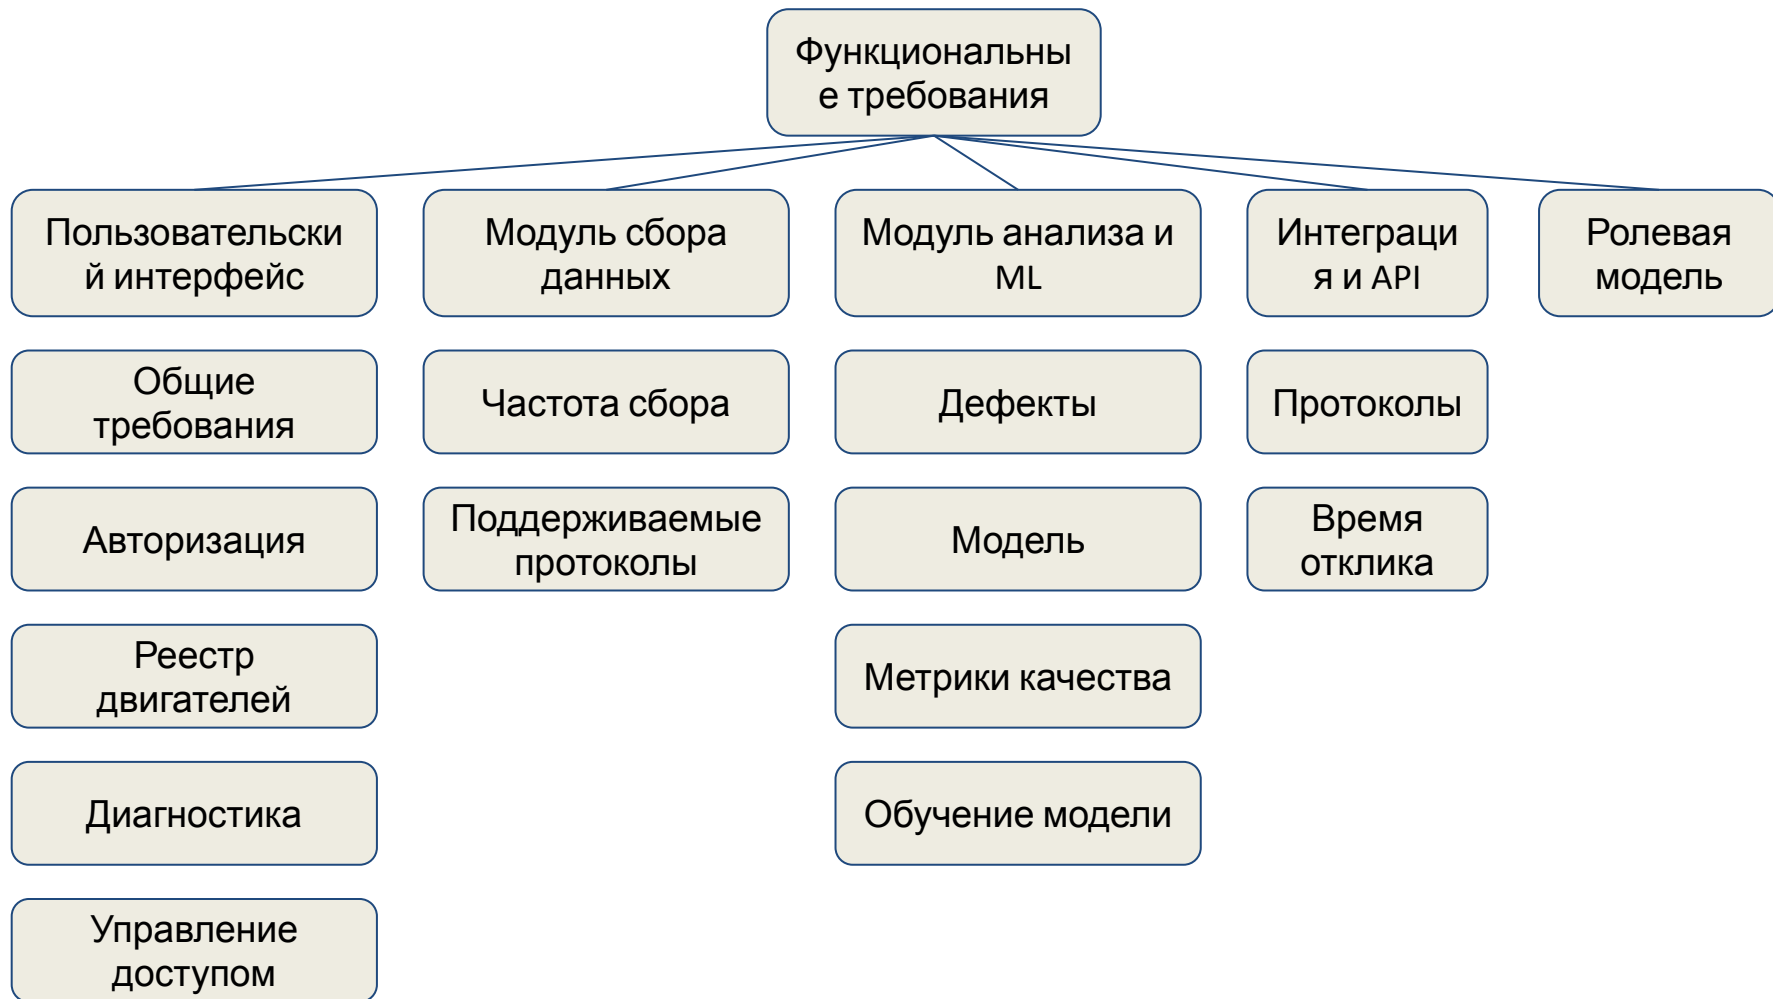 Функциональны
е требования
Пользовательски
й интерфейс
Модуль сбора
данных
Модуль анализа и
ML
Интеграци
я и API
Ролевая
модель
Общие
требования
Частота сбора
Дефекты
Протоколы
Авторизация
Поддерживаемые
протоколы
Модель
Время
отклика
Реестр
двигателей
Метрики качества
Диагностика
Обучение модели
Управление
доступом